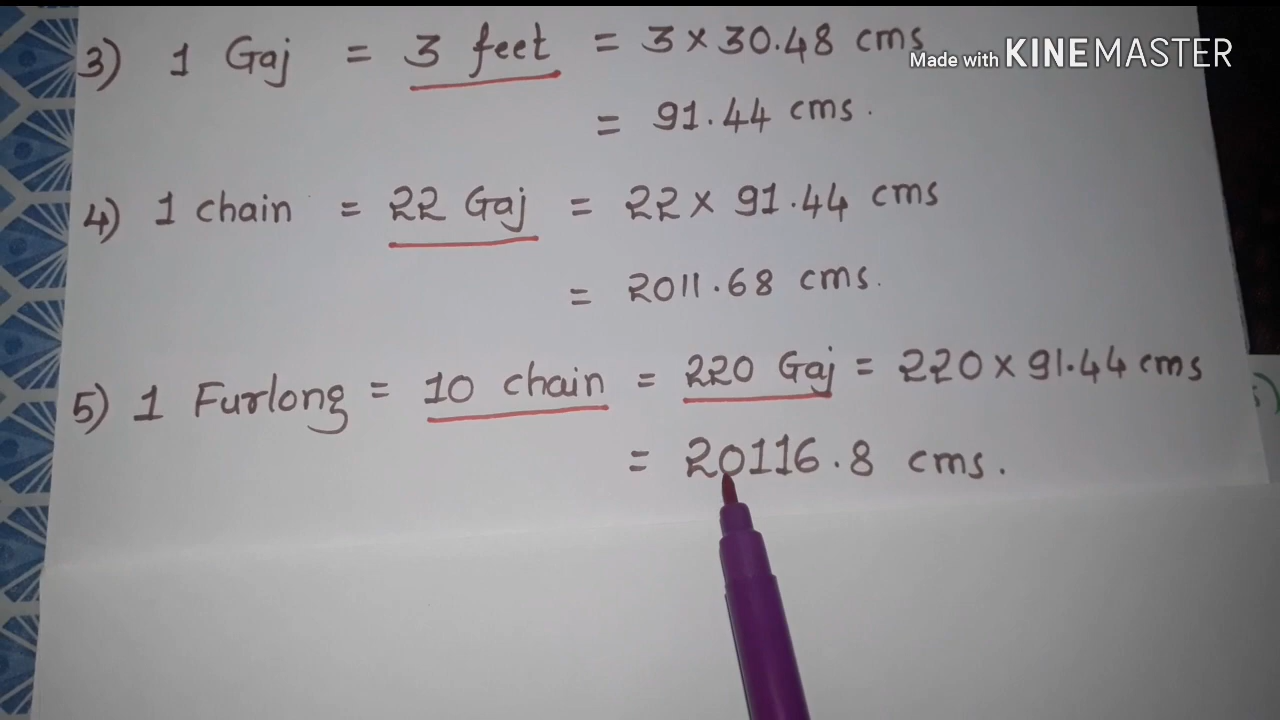 3) 1 Gaj = 3 feet = 3 × 30.48 cms
Made with KINEMASTER
= 91.44 cms.
4) 1 chain = 22 Gaj = 22 × 91.44 cms
= 2011.68 cms.
5) 1 Furlong = 10 chain = 220 Gaj = 220 × 91.44 cms
= 20116.8 cms.